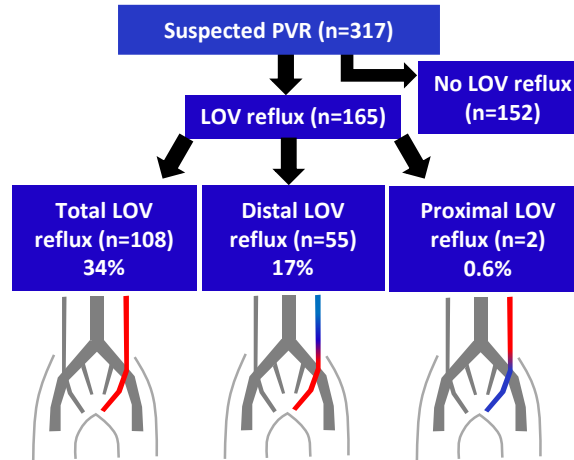 Suspected PVR (n=317)
No LOV reflux
(n=152)
LOV reflux (n=165)
Total LOV
reflux (n=108)
34%
Distal LOV
reflux (n=55)
17%
Proximal LOV
reflux (n=2)
0.6%